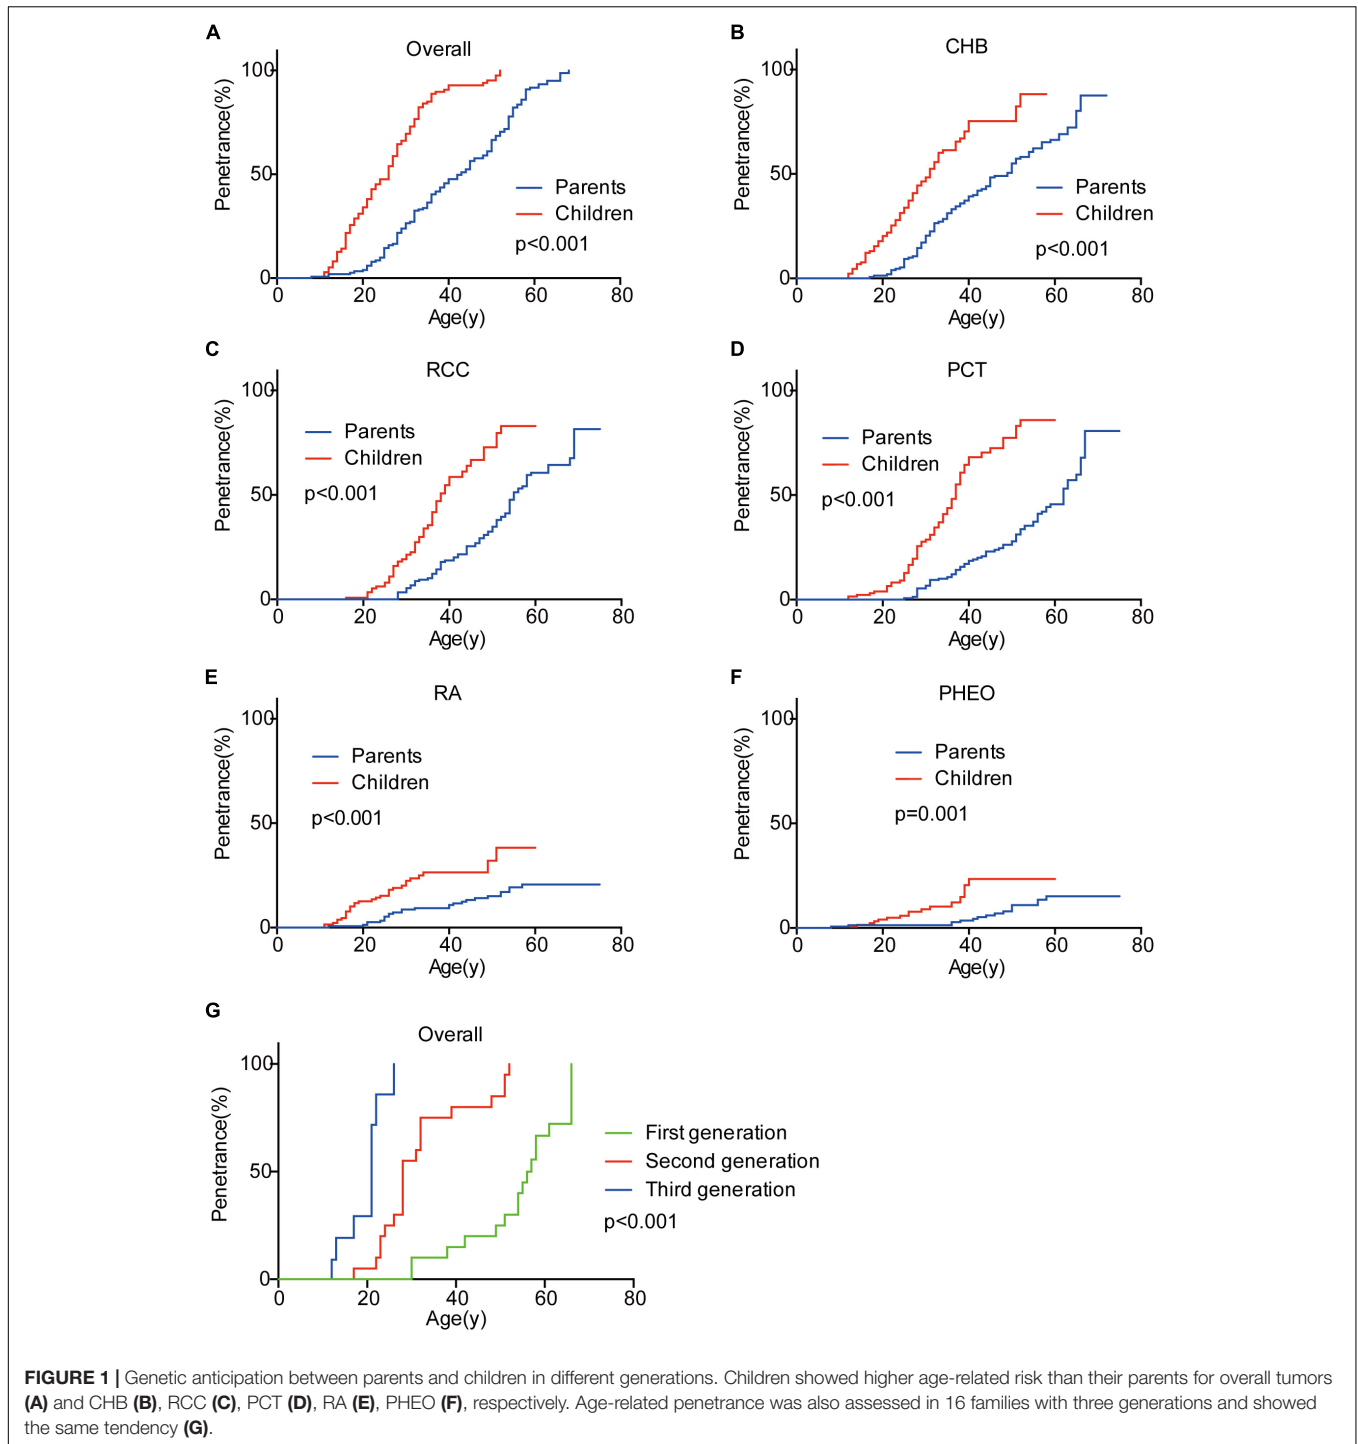 A
Overall
100
50
0
Penetrance(%)
Parents
Children
p<0.001
0 20 40 60 80
Age(y)
B
CHB
100
50
0
Penetrance(%)
Parents
Children
p<0.001
0 20 40 60 80
Age(y)
C
RCC
100
50
0
Penetrance(%)
Parents
Children
p<0.001
0 20 40 60 80
Age(y)
D
PCT
100
50
0
Penetrance(%)
Parents
Children
p<0.001
0 20 40 60 80
Age(y)
E
RA
100
50
0
Penetrance(%)
Parents
Children
p<0.001
0 20 40 60 80
Age(y)
F
PHEO
100
50
0
Penetrance(%)
Parents
Children
p=0.001
0 20 40 60 80
Age(y)
G
Overall
100
50
0
Penetrance(%)
First generation
Second generation
Third generation
p<0.001
0 20 40 60 80
Age(y)
FIGURE 1 | Genetic anticipation between parents and children in different generations. Children showed higher age-related risk than their parents for overall tumors
(A) and CHB (B), RCC (C), PCT (D), RA (E), PHEO (F), respectively. Age-related penetrance was also assessed in 16 families with three generations and showed
the same tendency (G).